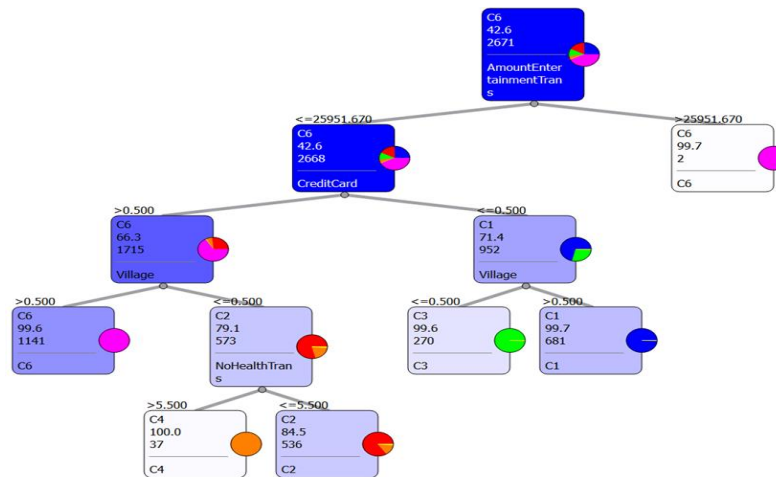 C6
42.6
2671
AmountEnter
tainmentTran
s
<=25951,670
C6
42.6
2668
CreditCard
>25951,670
C6
99.7
2
C6
>0.500
C6
66.3
1715
Village
<=0.500
C1
71.4
952
Village
>0.500
C6
99.6
1141
C6
<=0.500
C2
79.1
573
NoHealthTran
s
<=0.500
C3
99.6
270
C3
>0.500
C1
99.7
681
C1
>5.500
C4
100.0
37
C4
<=5.500
C2
84.5
536
C2